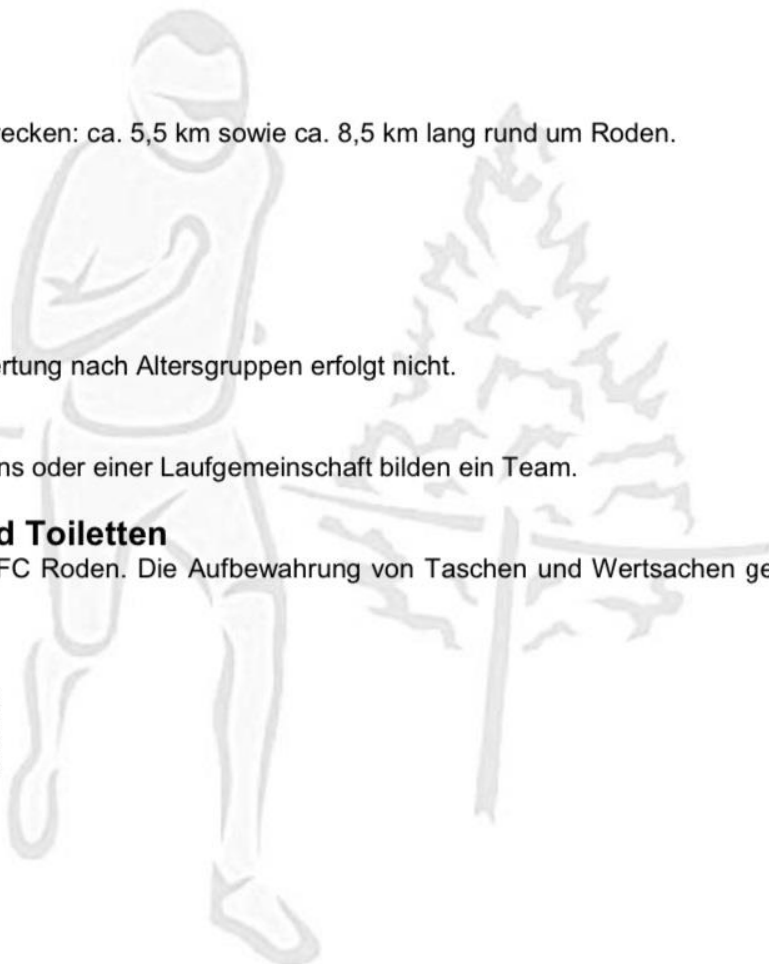 ecken: ca. 5,5 km sowie ca. 8,5 km lang rund um Roden.
rtung nach Altersgruppen erfolgt nicht.
ns oder einer Laufgemeinschaft bilden ein Team.
d Toiletten
FC Roden. Die Aufbewahrung von Taschen und Wertsachen ge